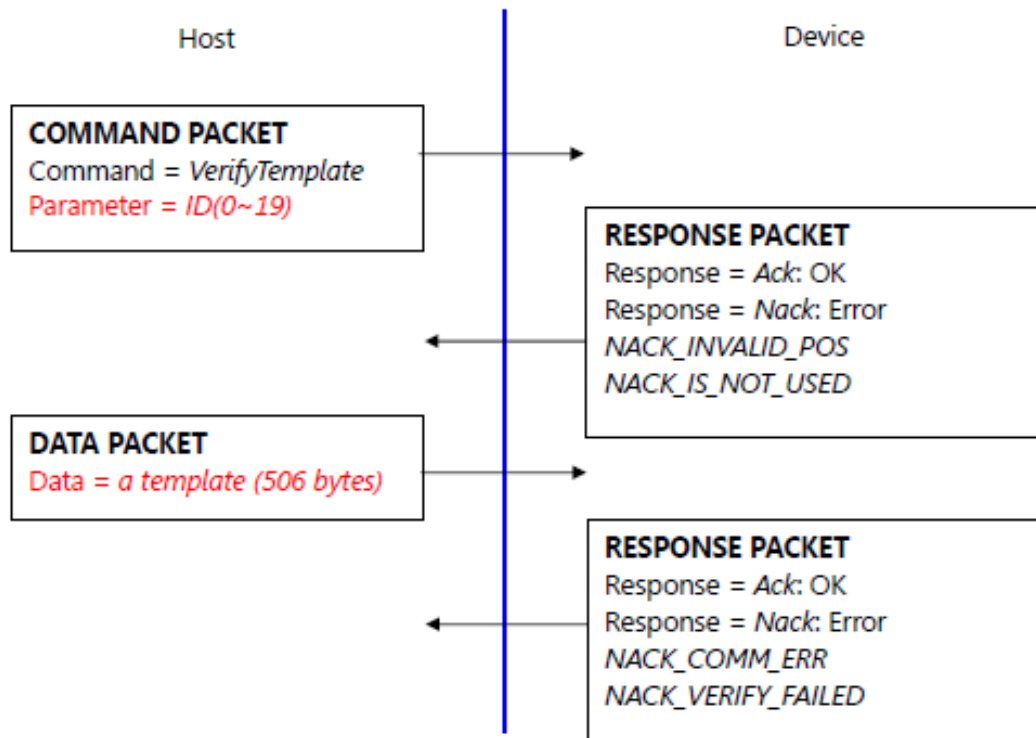 Host
Device
COMMAND PACKET
Command = VerifyTemplate
Parameter = ID(0~19)
RESPONSE PACKET
Response = Ack: OK
Response = Nack: Error
NACK_INVALID_POS
NACK_IS_NOT_USED
DATA PACKET
Data = a template (506 bytes)
RESPONSE PACKET
Response = Ack: OK
Response = Nack: Error
NACK_COMM_ERR
NACK_VERIFY_FAILED